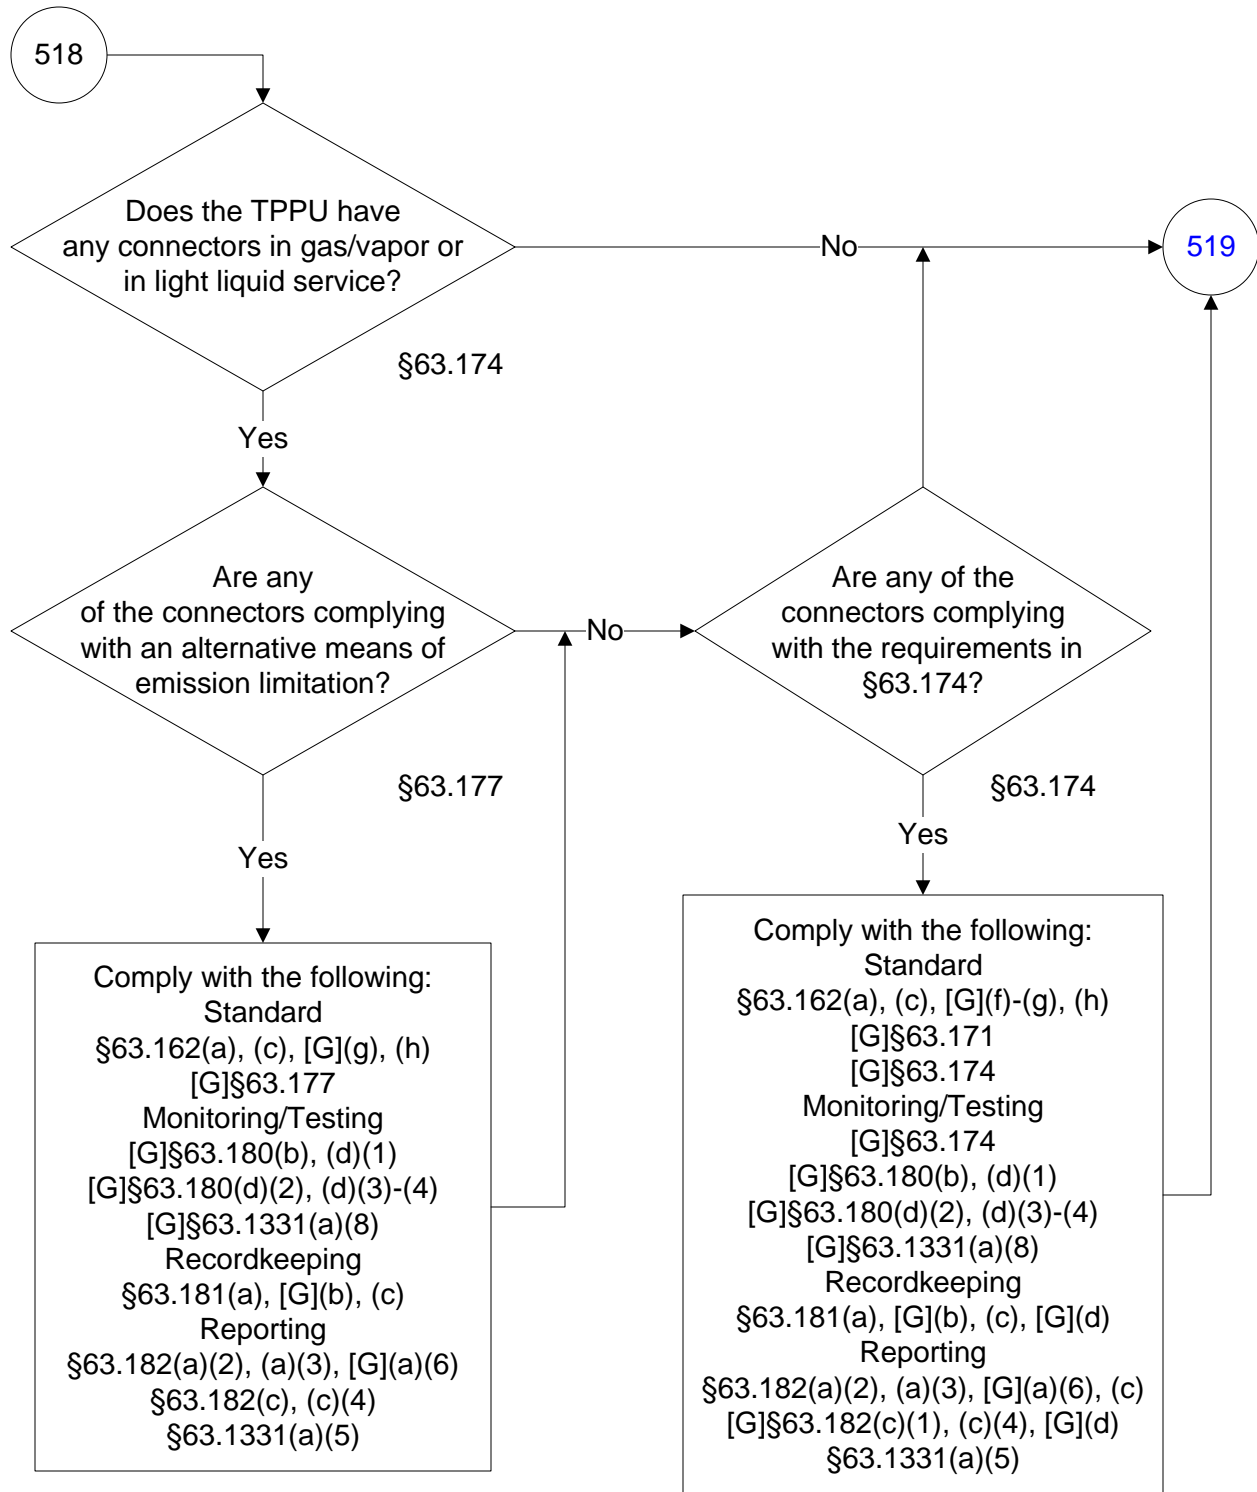 518
Does the TPPU have
any connectors in gas/vapor or
in light liquid service?
No
519
§63.174
Yes
Are any
of the connectors complying
with an alternative means of
emission limitation?
No
Are any of the
connectors complying
with the requirements in
§63.174?
§63.177
§63.174
Yes
Yes
Comply with the following:
Standard
§63.162(a), (c), [G](g), (h)
[G]§63.177
Monitoring/Testing
[G]§63.180(b), (d)(1)
[G]§63.180(d)(2), (d)(3)-(4)
[G]§63.1331(a)(8)
Recordkeeping
§63.181(a), [G](b), (c)
Reporting
§63.182(a)(2), (a)(3), [G](a)(6)
§63.182(c), (c)(4)
§63.1331(a)(5)
Comply with the following:
Standard
§63.162(a), (c), [G](f)-(g), (h)
[G]§63.171
[G]§63.174
Monitoring/Testing
[G]§63.174
[G]§63.180(b), (d)(1)
[G]§63.180(d)(2), (d)(3)-(4)
[G]§63.1331(a)(8)
Recordkeeping
§63.181(a), [G](b), (c), [G](d)
Reporting
§63.182(a)(2), (a)(3), [G](a)(6), (c)
[G]§63.182(c)(1), (c)(4), [G](d)
§63.1331(a)(5)